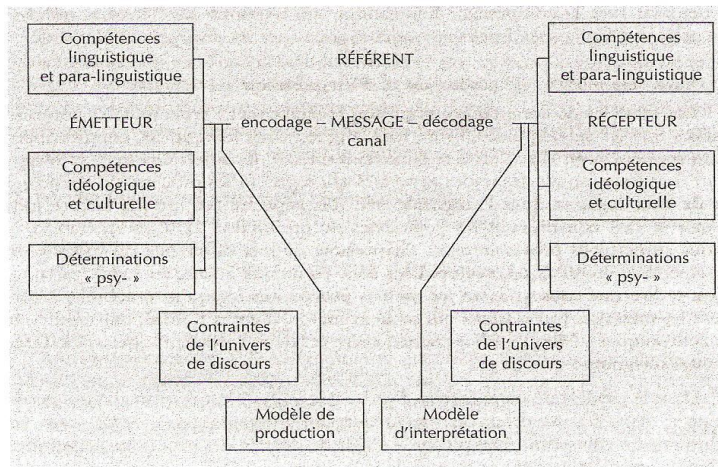 Compétences
linguistique
et para-linguistique
RÉFÉRENT
Compétences
linguistique
et para-linguistique
ÉMETTEUR
encodage – MESSAGE – décodage
canal
RÉCEPTEUR
Compétences
idéologique
et culturelle
Compétences
idéologique
et culturelle
Déterminations
« psy- »
Déterminations
« psy- »
Contraintes
de l'univers
de discours
Contraintes
de l'univers
de discours
Modèle de
production
Modèle
d'interprétation